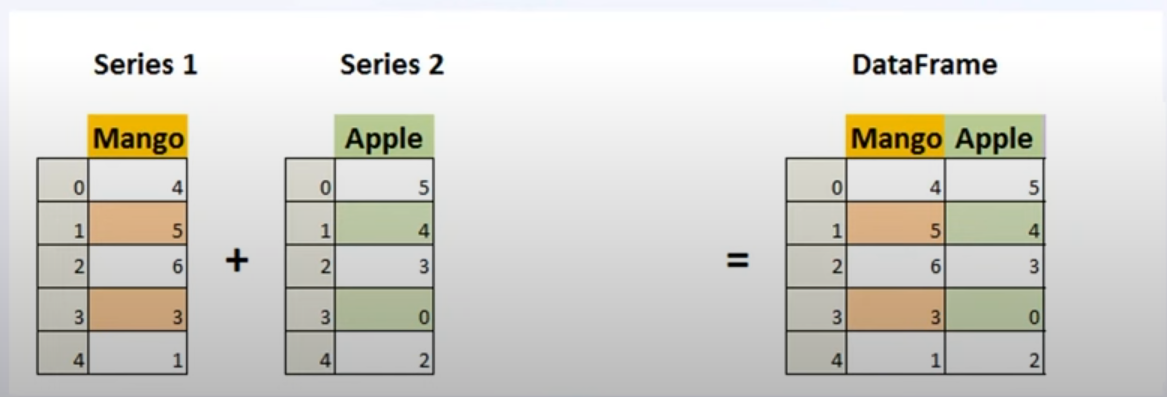 Series 1 Series 2 DataFrame
Mango Apple Mango Apple
0 4 0 5 0 4 5
1 5 1 4 1 5 4
+ =
2 6 2 3 2 6 3
3 3 3 0 3 3 0
4 1 4 2 4 1 2